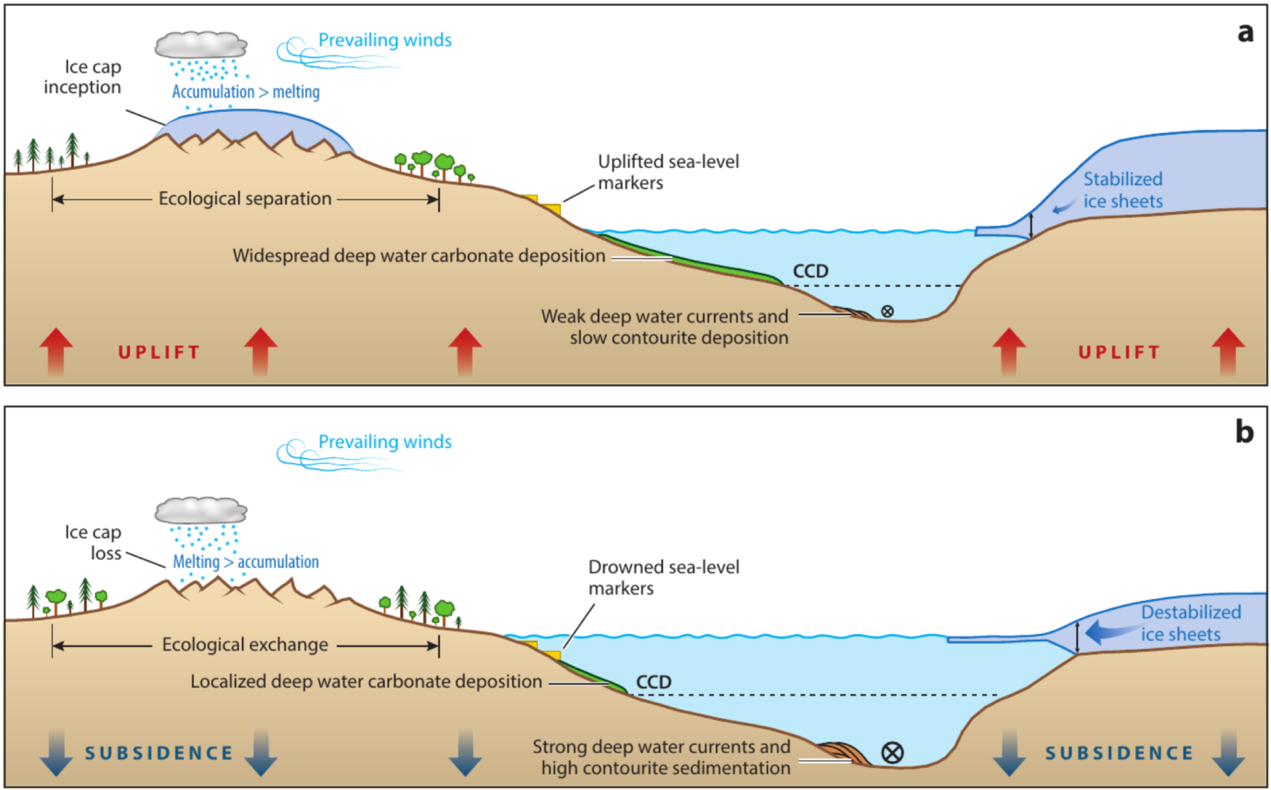 a
Prevailing winds
Ice cap
inception
Accumulation > melting
Uplifted sea-level
markers
Stabilized
ice sheets
Ecological separation
Widespread deep water carbonate deposition
CCD
Weak deep water currents and
slow contourite deposition
UPLIFT
UPLIFT
b
Prevailing winds
Ice cap
loss
Melting > accumulation
Drowned sea-level
markers
Destabilized
ice sheets
Ecological exchange
Localized deep water carbonate deposition
CCD
Strong deep water currents and
high contourite sedimentation
SUBSIDENCE
SUBSIDENCE